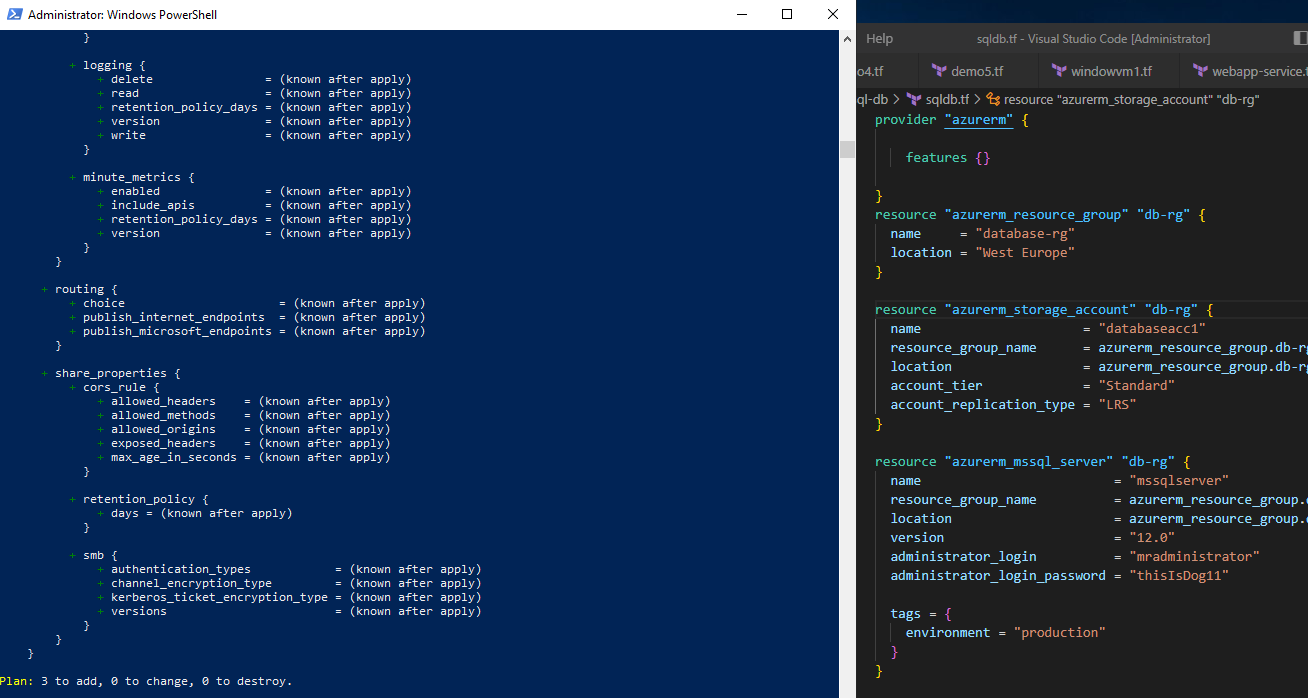 Administrator: Windows PowerShell
}
+ logging {
+ delete = (known after apply)
+ read = (known after apply)
+ retention_policy_days = (known after apply)
+ version = (known after apply)
+ write = (known after apply)
}
+ minute_metrics {
+ enabled = (known after apply)
+ include_apis = (known after apply)
+ retention_policy_days = (known after apply)
+ version = (known after apply)
}
}
+ routing {
+ choice = (known after apply)
+ publish_internet_endpoints = (known after apply)
+ publish_microsoft_endpoints = (known after apply)
}
+ share_properties {
+ cors_rule {
+ allowed_headers = (known after apply)
+ allowed_methods = (known after apply)
+ allowed_origins = (known after apply)
+ exposed_headers = (known after apply)
+ max_age_in_seconds = (known after apply)
}
+ retention_policy {
+ days = (known after apply)
}
+ smb {
+ authentication_types = (known after apply)
+ channel_encryption_type = (known after apply)
+ kerberos_ticket_encryption_type = (known after apply)
+ versions = (known after apply)
}
}
}
Plan: 3 to add, 0 to change, 0 to destroy.
Help sqldb.tf - Visual Studio Code [Administrator]
o4.tf demo5.tf windowvm1.tf webapp-service.t
ql-db > sqldb.tf > resource "azurerm_storage_account" "db-rg"
provider "azurerm" {
features {}
}
resource "azurerm_resource_group" "db-rg" {
name = "database-rg"
location = "West Europe"
}
resource "azurerm_storage_account" "db-rg" {
name = "databaseacc1"
resource_group_name = azurerm_resource_group.db-rg
location = azurerm_resource_group.db-rg
account_tier = "Standard"
account_replication_type = "LRS"
}
resource "azurerm_mssql_server" "db-rg" {
name = "mssqlserver"
resource_group_name = azurerm_resource_group.d
location = azurerm_resource_group.d
version = "12.0"
administrator_login = "mradministrator"
administrator_login_password = "thisIsDog11"
tags = {
environment = "production"
}
}